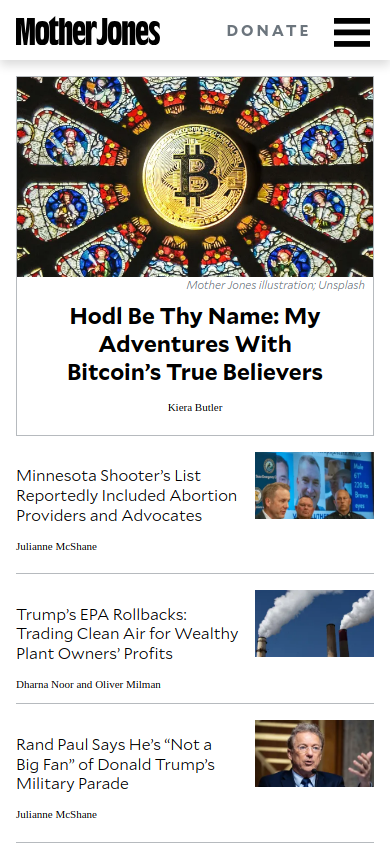 Mother Jones
DONATE
Mother Jones illustration; Unsplash
Hodl Be Thy Name: My
Adventures With
Bitcoin’s True Believers
Kiera Butler
Minnesota Shooter’s List
Reportedly Included Abortion
Providers and Advocates
Julianne McShane
Trump’s EPA Rollbacks:
Trading Clean Air for Wealthy
Plant Owners’ Profits
Dharna Noor and Oliver Milman
Rand Paul Says He’s “Not a
Big Fan” of Donald Trump’s
Military Parade
Julianne McShane